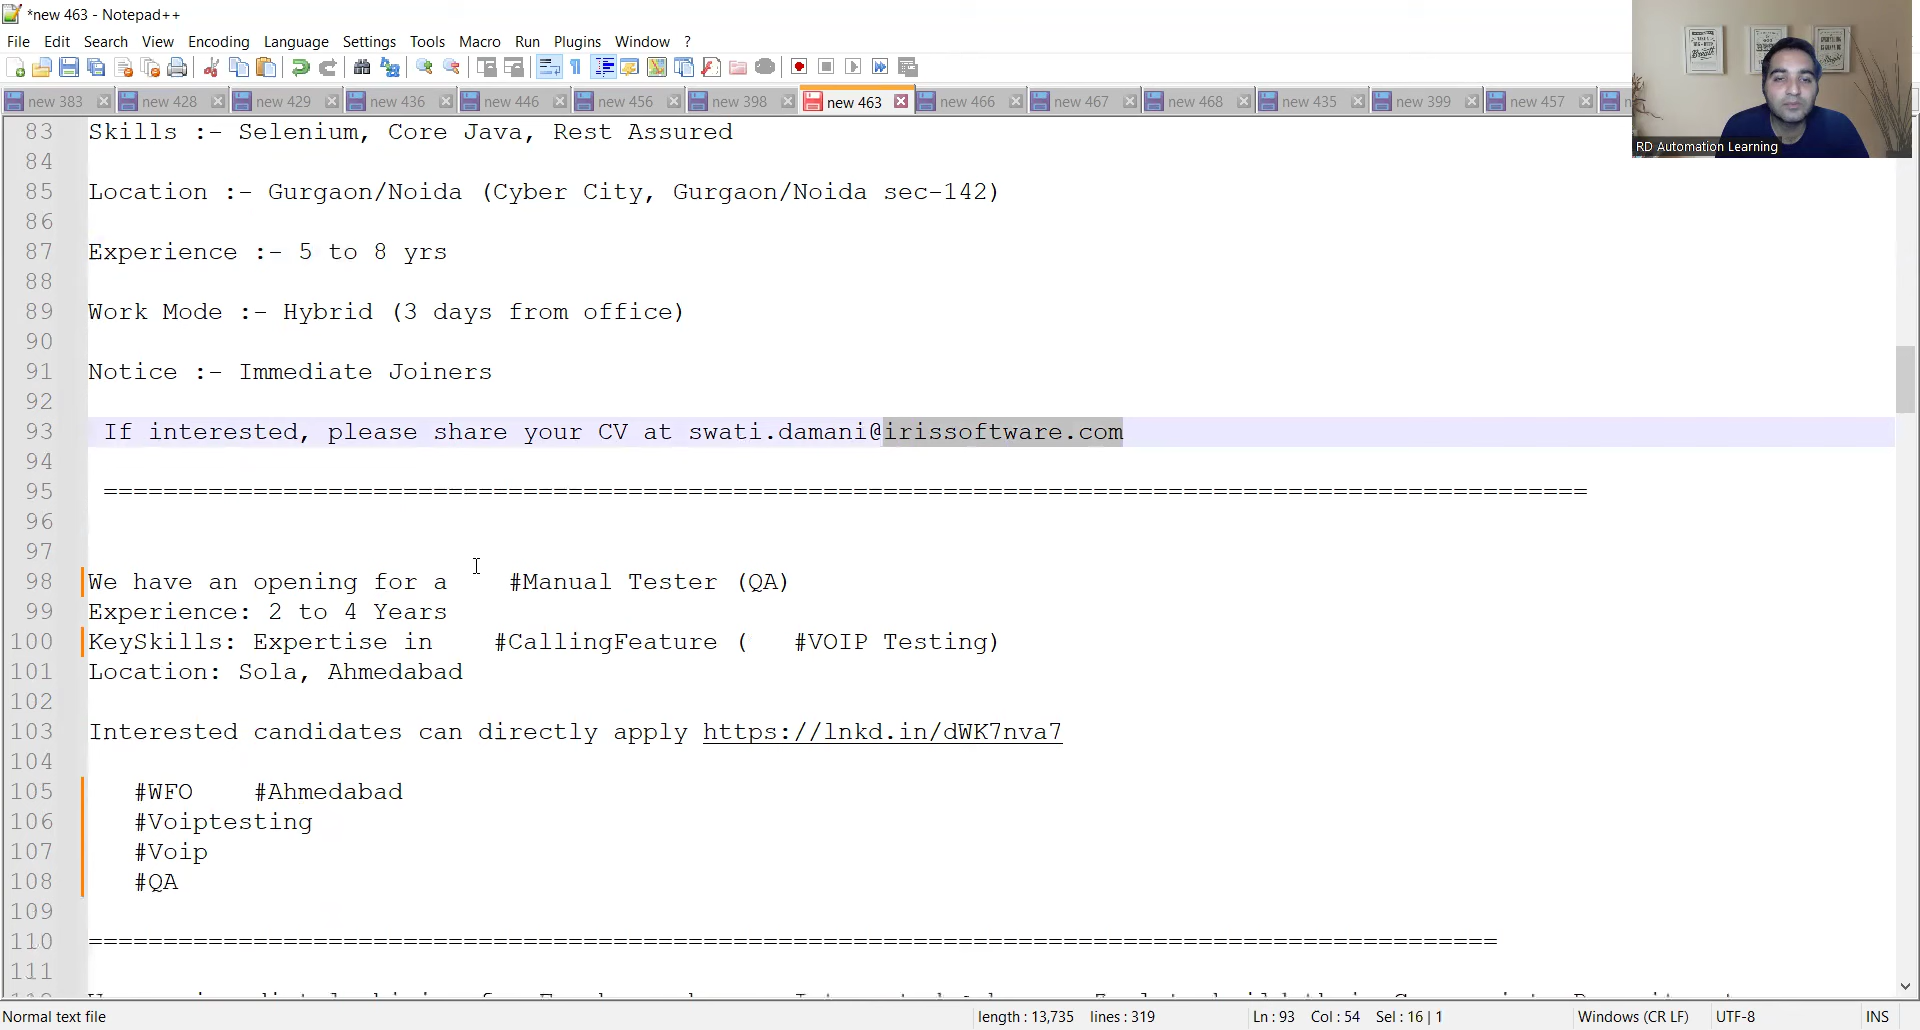 *new 463 - Notepad++
File Edit Search View Encoding Language Settings Tools Macro Run Plugins Window ?
new 383 new 428 new 429 new 436 new 446 new 456 new 398 new 463 new 466 new 467 new 468 new 435 new 399 new 457
RD Automation Learning
83 Skills :- Selenium, Core Java, Rest Assured
84
85 Location :- Gurgaon/Noida (Cyber City, Gurgaon/Noida sec-142)
86
87 Experience :- 5 to 8 yrs
88
89 Work Mode :- Hybrid (3 days from office)
90
91 Notice :- Immediate Joiners
92
93 If interested, please share your CV at swati.damani@irissoftware.com
94
95 ===================================================================================================
96
97
98 We have an opening for a #Manual Tester (QA)
99 Experience: 2 to 4 Years
100 KeySkills: Expertise in #CallingFeature ( #VOIP Testing)
101 Location: Sola, Ahmedabad
102
103 Interested candidates can directly apply https://lnkd.in/dWK7nva7
104
105 #WFO #Ahmedabad
106 #Voiptesting
107 #Voip
108 #QA
109
110 ==============================================================================================
111
Normal text file length : 13,735 lines : 319 Ln : 93 Col : 54 Sel : 16 | 1 Windows (CR LF) UTF-8 INS